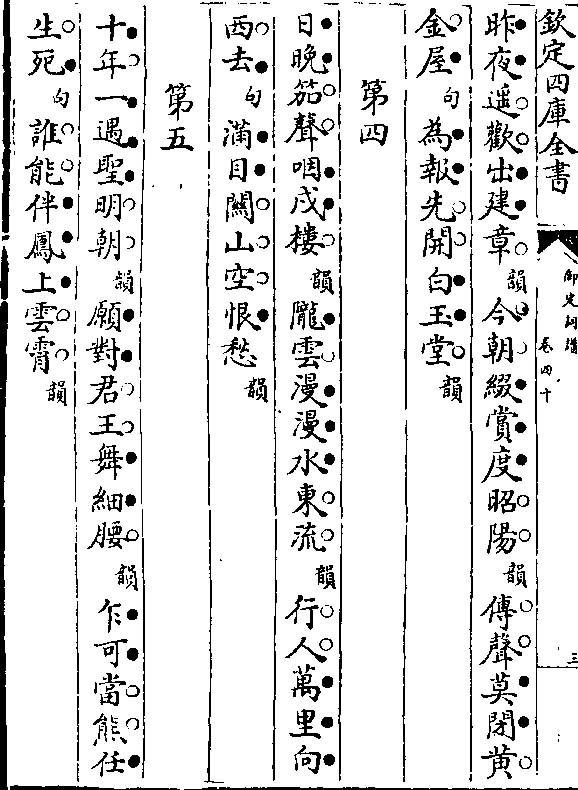 欽定四庫全書
御定詞譜 卷四十
三
昨夜遥歡出建章韻今朝綴賞度昭陽韻傳聲莫閉黄
金屋句為報先開白玉堂韻
第四
日晚笳聲咽戍樓韻隴雲漫漫水東流韻行人萬里向
西去句滿目關山空恨愁韻
第五
十年一遇聖明朝韻願對君王舞細腰韻乍可當熊任
生死句誰能伴鳳上雲霄韻